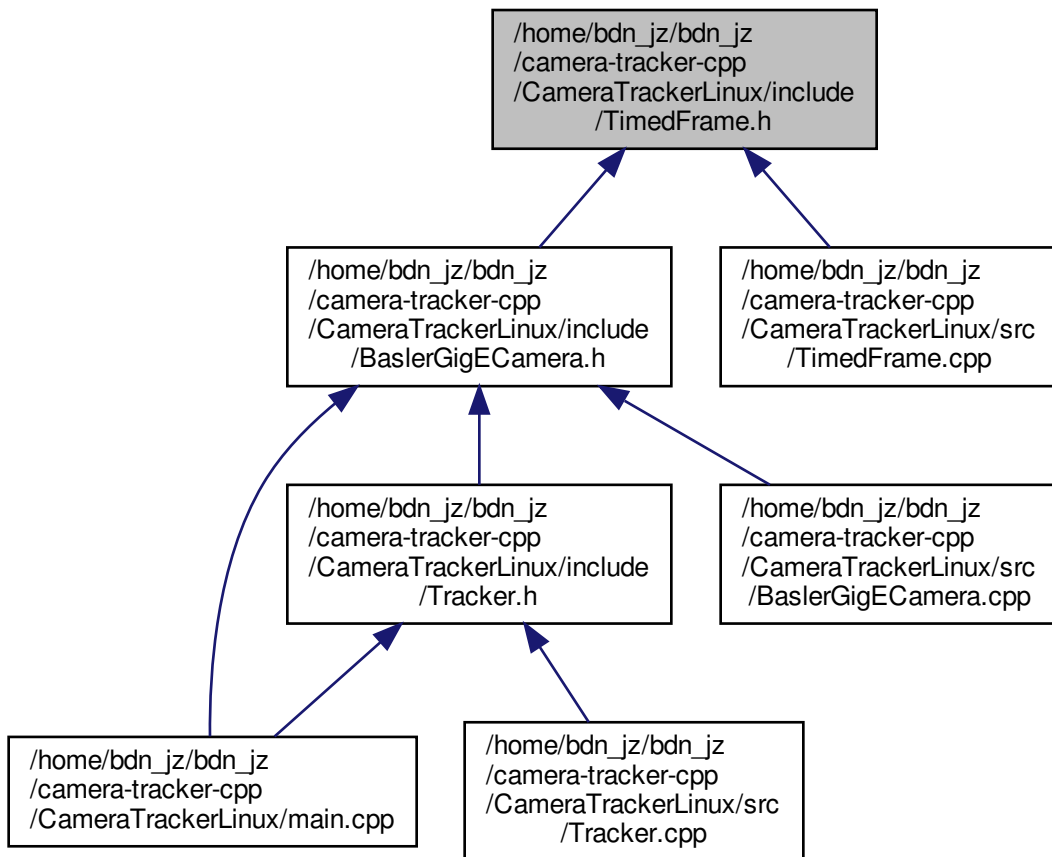 /home/bdn_jz/bdn_jz
/camera-tracker-cpp
/CameraTrackerLinux/include
/TimedFrame.h
/home/bdn_jz/bdn_jz
/camera-tracker-cpp
/CameraTrackerLinux/include
/BaslerGigECamera.h
/home/bdn_jz/bdn_jz
/camera-tracker-cpp
/CameraTrackerLinux/src
/TimedFrame.cpp
/home/bdn_jz/bdn_jz
/camera-tracker-cpp
/CameraTrackerLinux/include
/Tracker.h
/home/bdn_jz/bdn_jz
/camera-tracker-cpp
/CameraTrackerLinux/src
/BaslerGigECamera.cpp
/home/bdn_jz/bdn_jz
/camera-tracker-cpp
/CameraTrackerLinux/main.cpp
/home/bdn_jz/bdn_jz
/camera-tracker-cpp
/CameraTrackerLinux/src
/Tracker.cpp